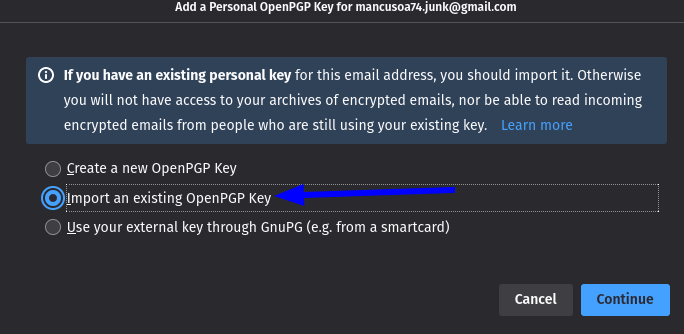 Add a Personal OpenPGP Key for mancusoa74.junk@gmail.com
If you have an existing personal key for this email address, you should import it. Otherwise
you will not have access to your archives of encrypted emails, nor be able to read incoming
encrypted emails from people who are still using your existing key. Learn more
Create a new OpenPGP Key
Import an existing OpenPGP Key
Use your external key through GnuPG (e.g. from a smartcard)
Cancel Continue